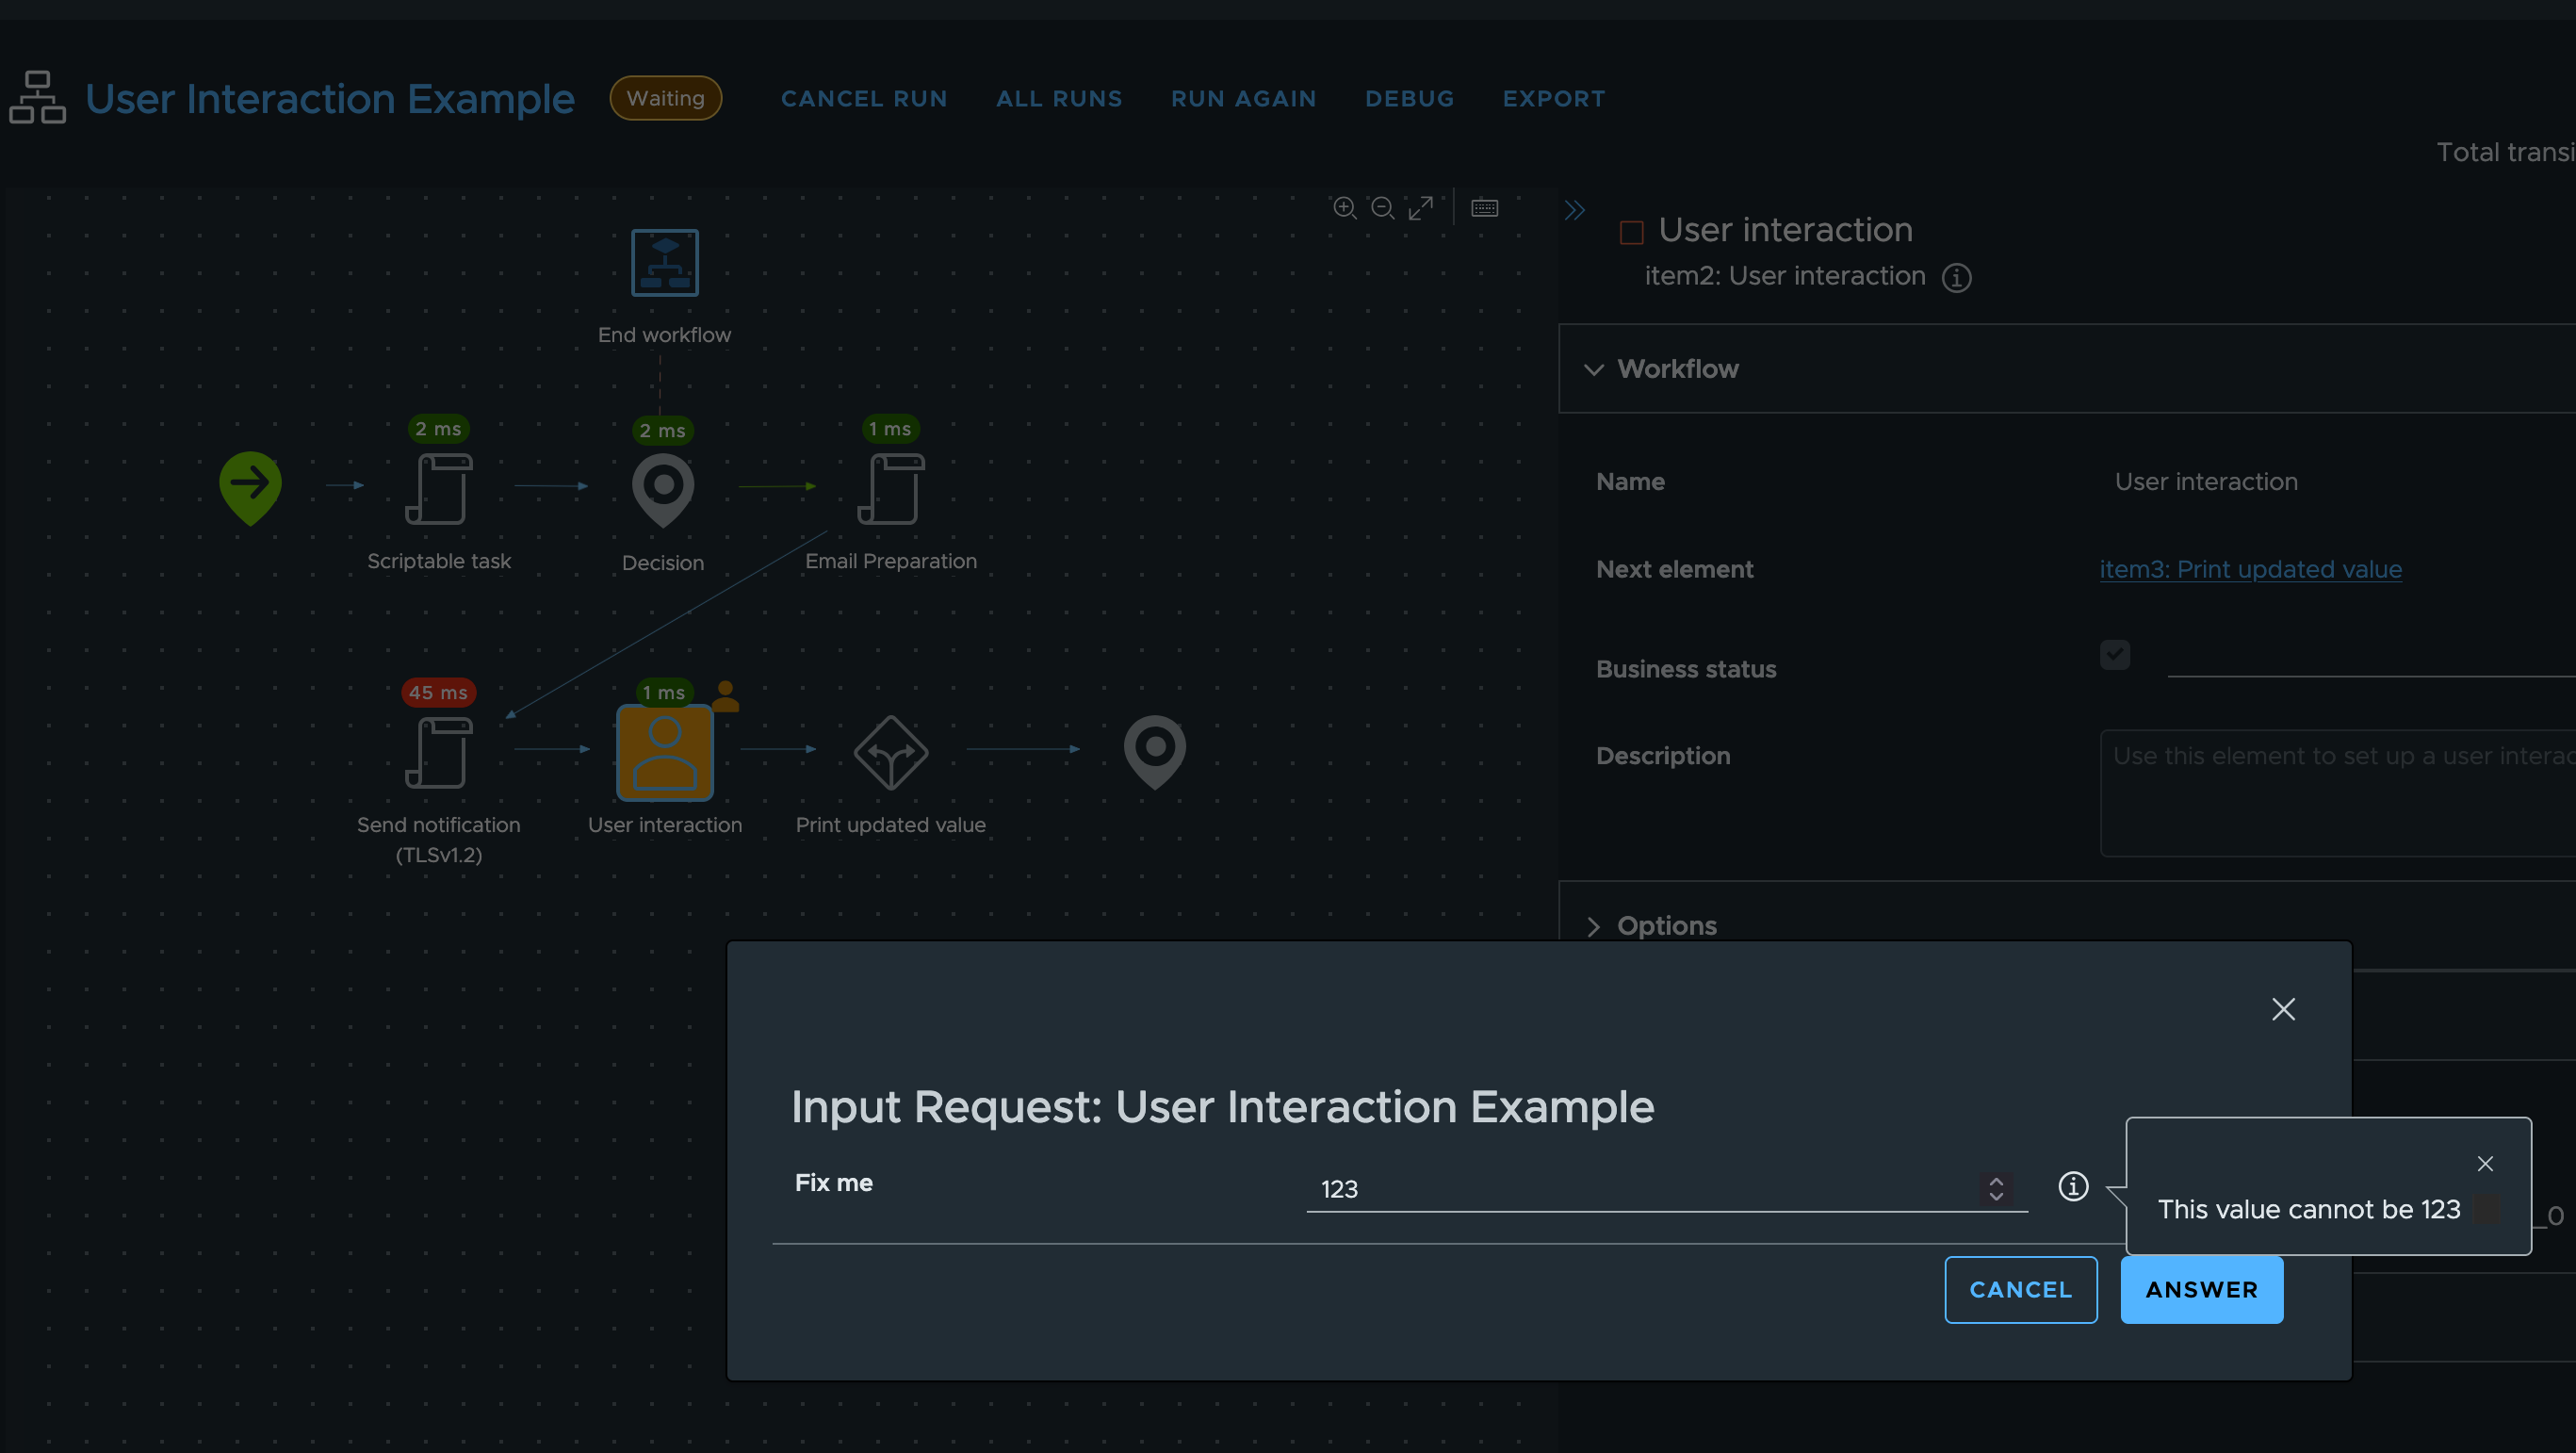 User Interaction Example
Waiting
CANCEL RUN
ALL RUNS
RUN AGAIN
DEBUG
EXPORT
Total transi
End workflow
2 ms
2 ms
1 ms
Scriptable task
Decision
Email Preparation
45 ms
1 ms
Send notification
(TLSv1.2)
User interaction
Print updated value
User interaction
item2: User interaction
Workflow
Name
User interaction
Next element
item3: Print updated value
Business status
Description
Use this element to set up a user interac
Options
Input Request: User Interaction Example
Fix me
123
This value cannot be 123
_0
CANCEL
ANSWER